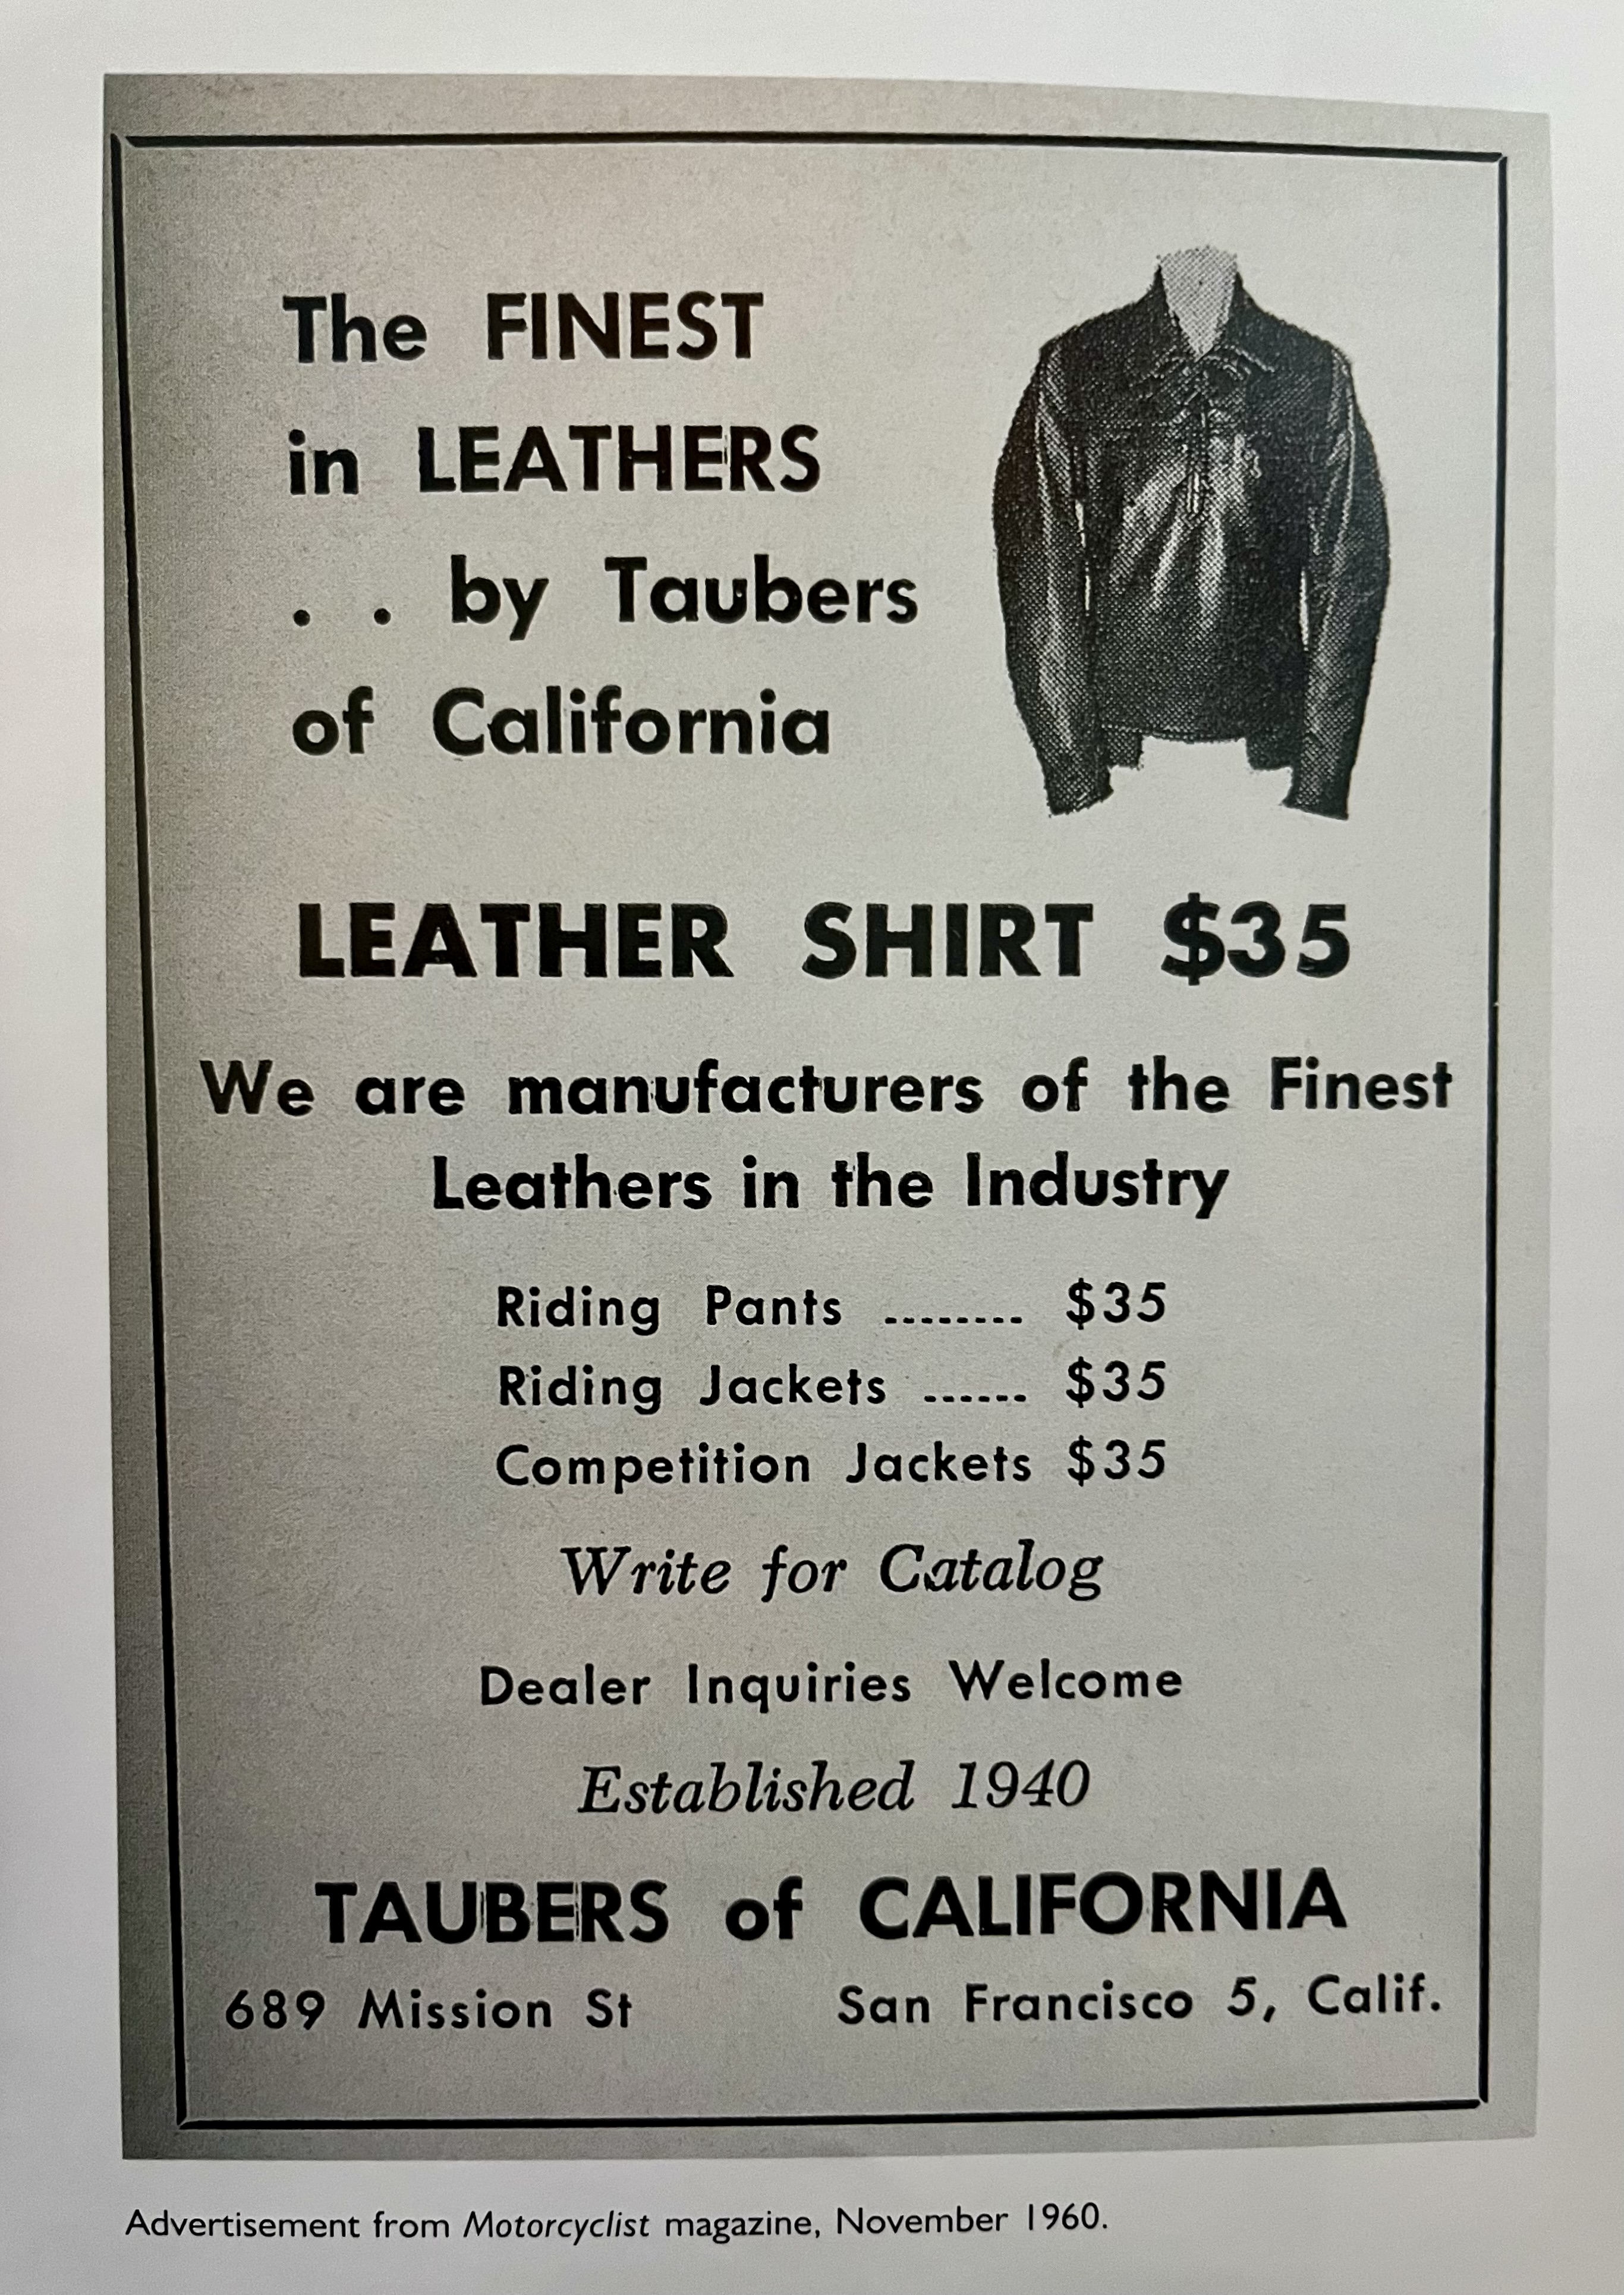 The FINEST
in LEATHERS
. . by Taubers
of California
LEATHER SHIRT $35
We are manufacturers of the Finest
Leathers in the Industry
Riding Pants ........ $35
Riding Jackets ...... $35
Competition Jackets $35
Write for Catalog
Dealer Inquiries Welcome
Established 1940
TAUBERS of CALIFORNIA
689 Mission St San Francisco 5, Calif.
Advertisement from Motorcyclist magazine, November 1960.